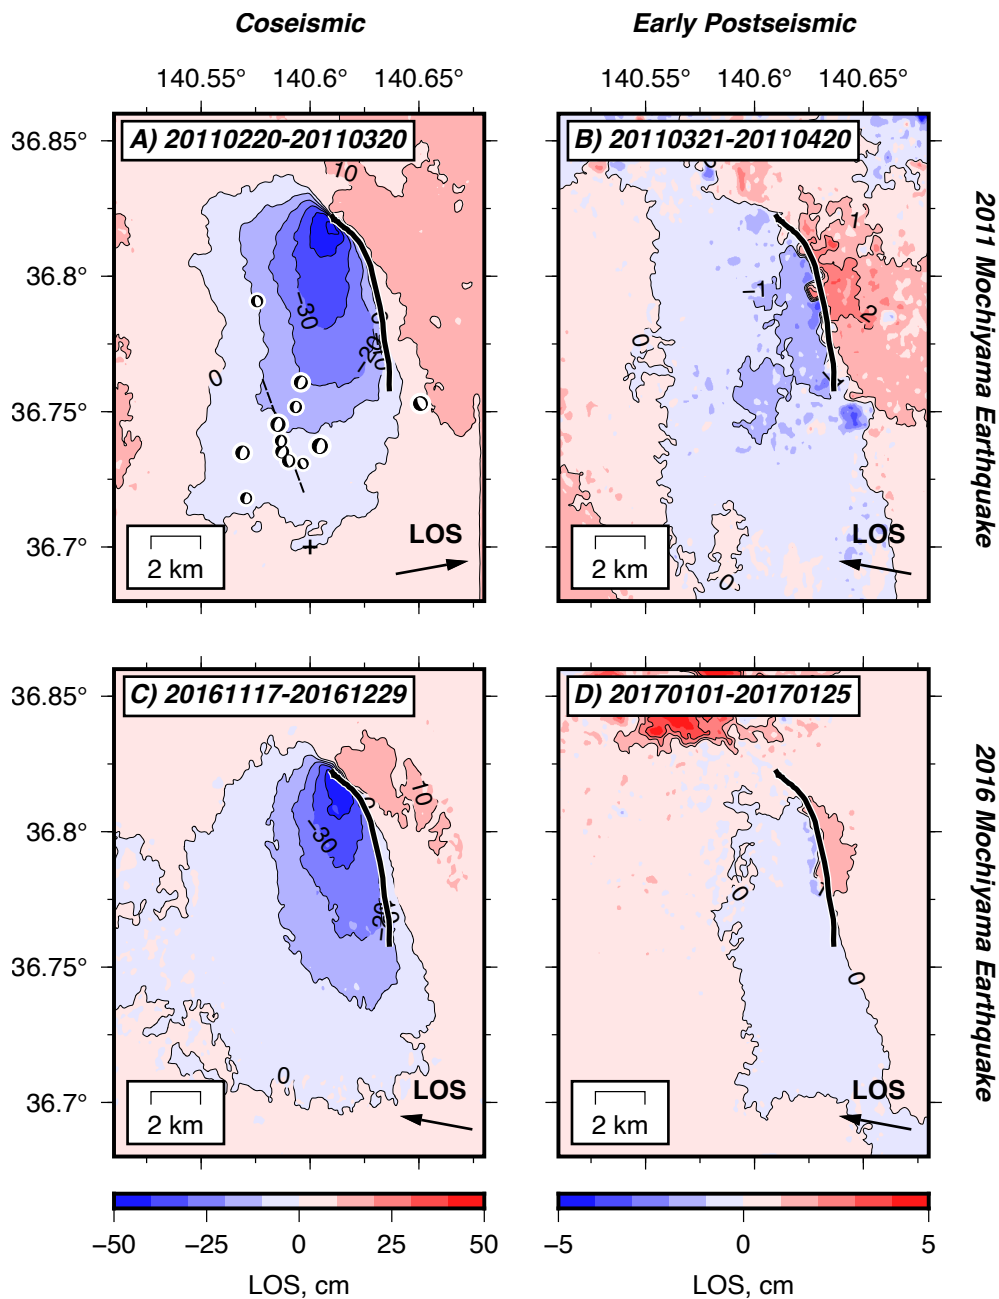 Coseismic
Early Postseismic
140.55° 140.6° 140.65°
140.6° 140.65°
36.85°
36.8°
36.75°
36.7°
A) 20110220-20110320
10
0
−30
−20
0
LOS
2 km
B) 20110321-20110420
1
−1
2
0
−1
0
LOS
2 km
2011 Mochiyama Earthquake
36.85°
36.8°
36.75°
36.7°
C) 20161117-20161229
10
0
−30
−20
0
LOS
2 km
D) 20170101-20170125
0
0
LOS
2 km
2016 Mochiyama Earthquake
−50 −25 0 25 50
LOS, cm
−5 0 5
LOS, cm